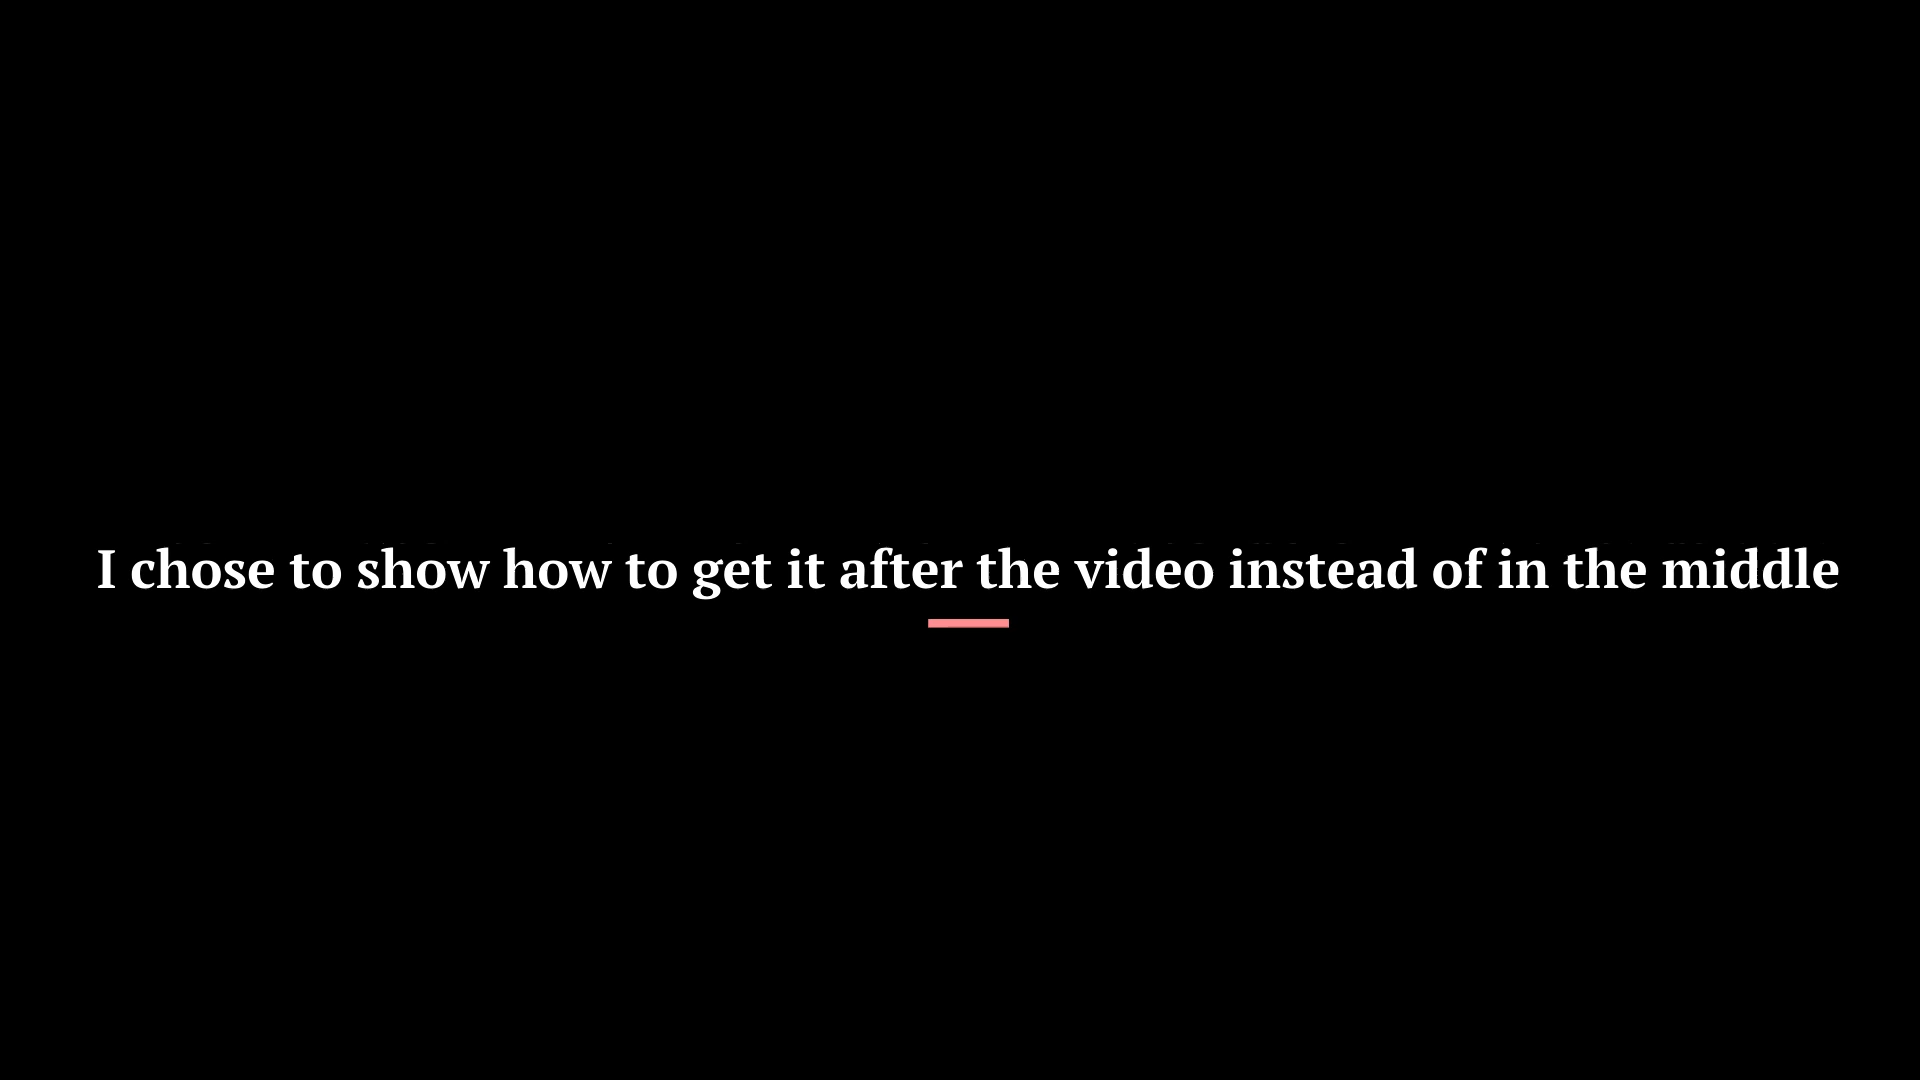 I chose to show how to get it after the video instead of in the middle